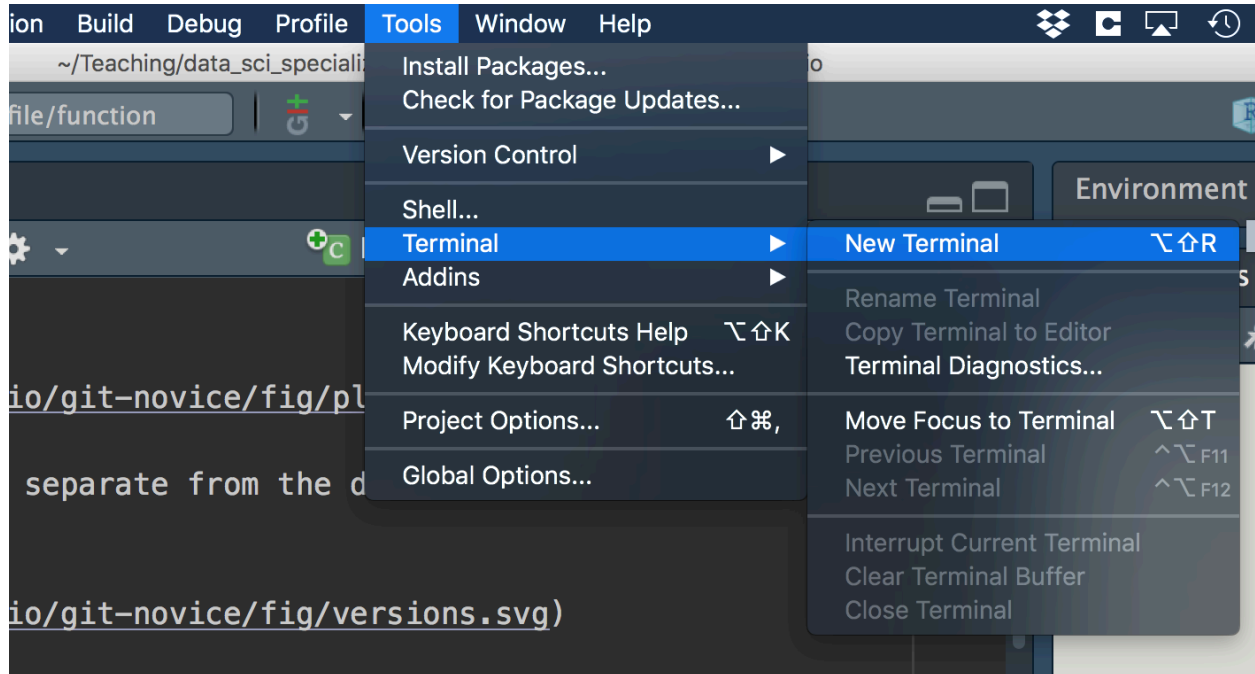 ion Build Debug Profile Tools Window Help
~/Teaching/data_sci_speciali io
file/function
Install Packages...
Check for Package Updates...
Version Control ▶
Shell...
Terminal ▶
Addins ▶
Keyboard Shortcuts Help ⌥⇧K
Modify Keyboard Shortcuts...
Project Options... ⇧⌘,
Global Options...
New Terminal ⌥⇧R
Rename Terminal
Copy Terminal to Editor
Terminal Diagnostics...
Move Focus to Terminal ⌥⇧T
Previous Terminal ^⌥F11
Next Terminal ^⌥F12
Interrupt Current Terminal
Clear Terminal Buffer
Close Terminal
Environment
s
C
io/git-novice/fig/pl
separate from the d
io/git-novice/fig/versions.svg)